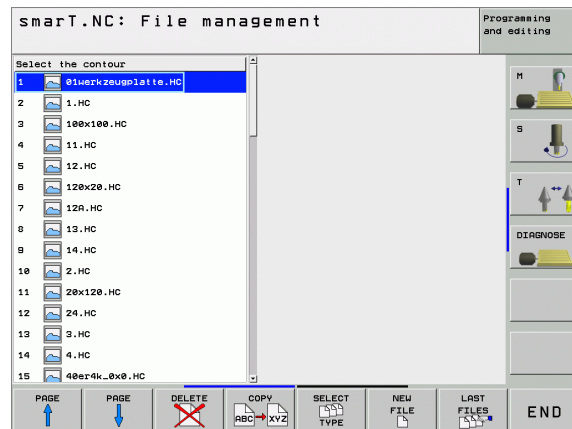 smarT.NC: File management
Programming
and editing
Select the contour
1 01werkzeugplatte.HC
2 1.HC
3 100x100.HC
4 11.HC
5 12.HC
6 120x20.HC
7 12A.HC
8 13.HC
9 14.HC
10 2.HC
11 20x120.HC
12 24.HC
13 3.HC
14 4.HC
15 40er4k_0x0.HC
M
S
T
DIAGNOSE
PAGE
PAGE
DELETE
COPY
ABC XYZ
SELECT
TYPE
NEW
FILE
LAST
FILES
END